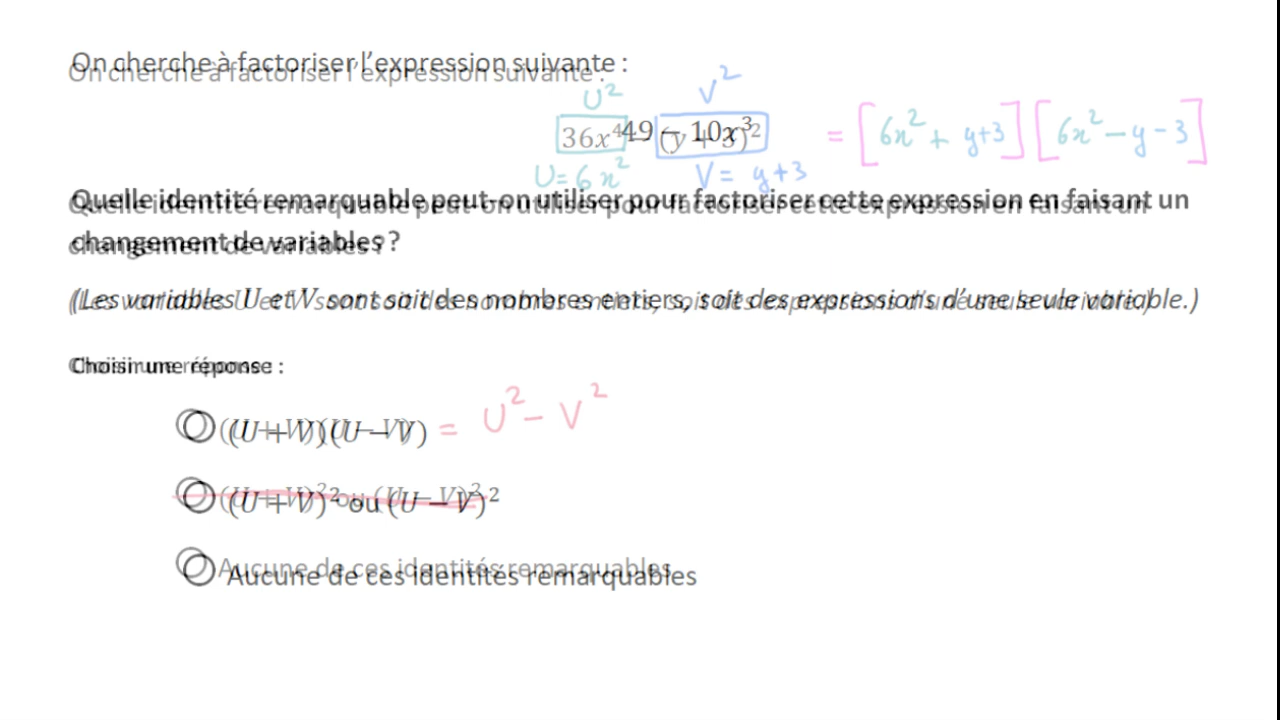 On cherche à factoriser l’expression suivante :
U²
V²
36x⁴ 49 − 10x³
= [6x² + y+3][6x² − y − 3]
U = 6x²
V = y+3
Quelle identité remarquable peut-on utiliser pour factoriser cette expression en faisant un
changement de variables ?
(Les variables U et V sont soit des nombres entiers, soit des expressions d’une seule variable.)
Choisir une réponse :
(U + V)(U − V) = U² − V²
(U + V)² ou (U − V)²
Aucune de ces identités remarquables